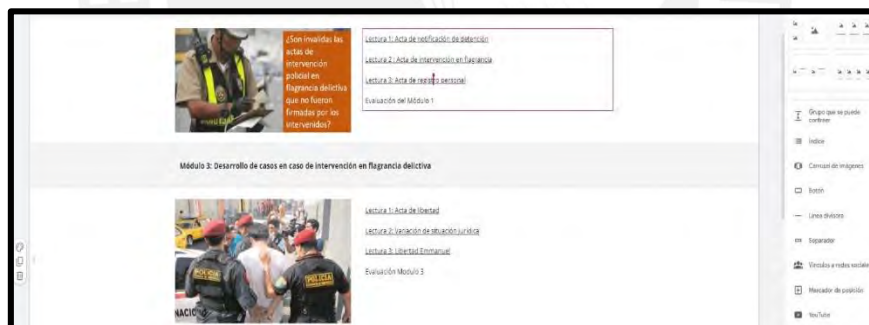 ¿Son invalidas las
actas de
intervención
policial en
flagrancia delictiva
que no fueron
firmadas por los
intervenidos?
Lectura 1: Acta de notificación de detención
Lectura 2 : Acta de intervención en flagrancia
Lectura 3: Acta de registro personal
Evaluación del Módulo 1
Módulo 3: Desarrollo de casos en caso de intervención en flagrancia delictiva
Lectura 1: Acta de libertad
Lectura 2: Variación de situación jurídica
Lectura 3: Libertad Emmanuel
Evaluación Modulo 3
POLICIA
POLICIA
NACIO
Grupo que se puede
contraer
Índice
Carrusel de imágenes
Botón
Línea divisora
Separador
Vínculos a redes sociales
Marcador de posición
YouTube